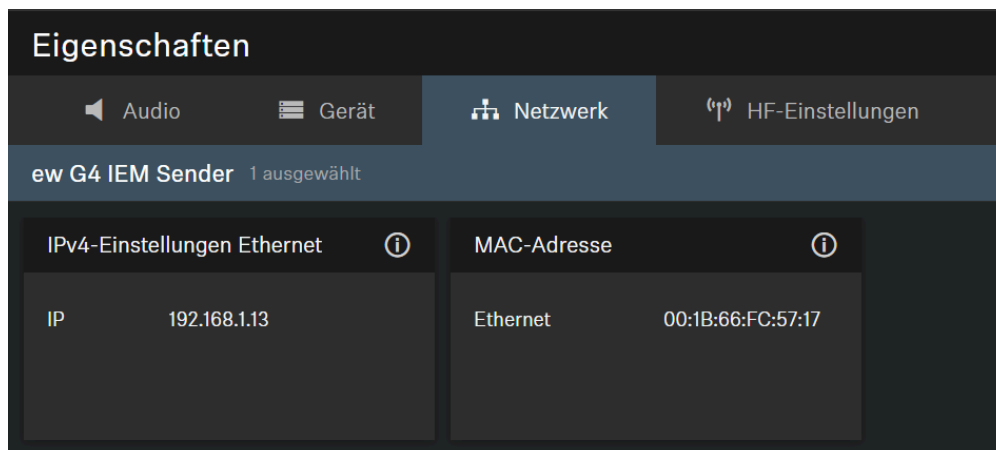 Eigenschaften
Audio Gerät Netzwerk HF-Einstellungen
ew G4 IEM Sender 1 ausgewählt
IPv4-Einstellungen Ethernet MAC-Adresse
IP 192.168.1.13 Ethernet 00:1B:66:FC:57:17